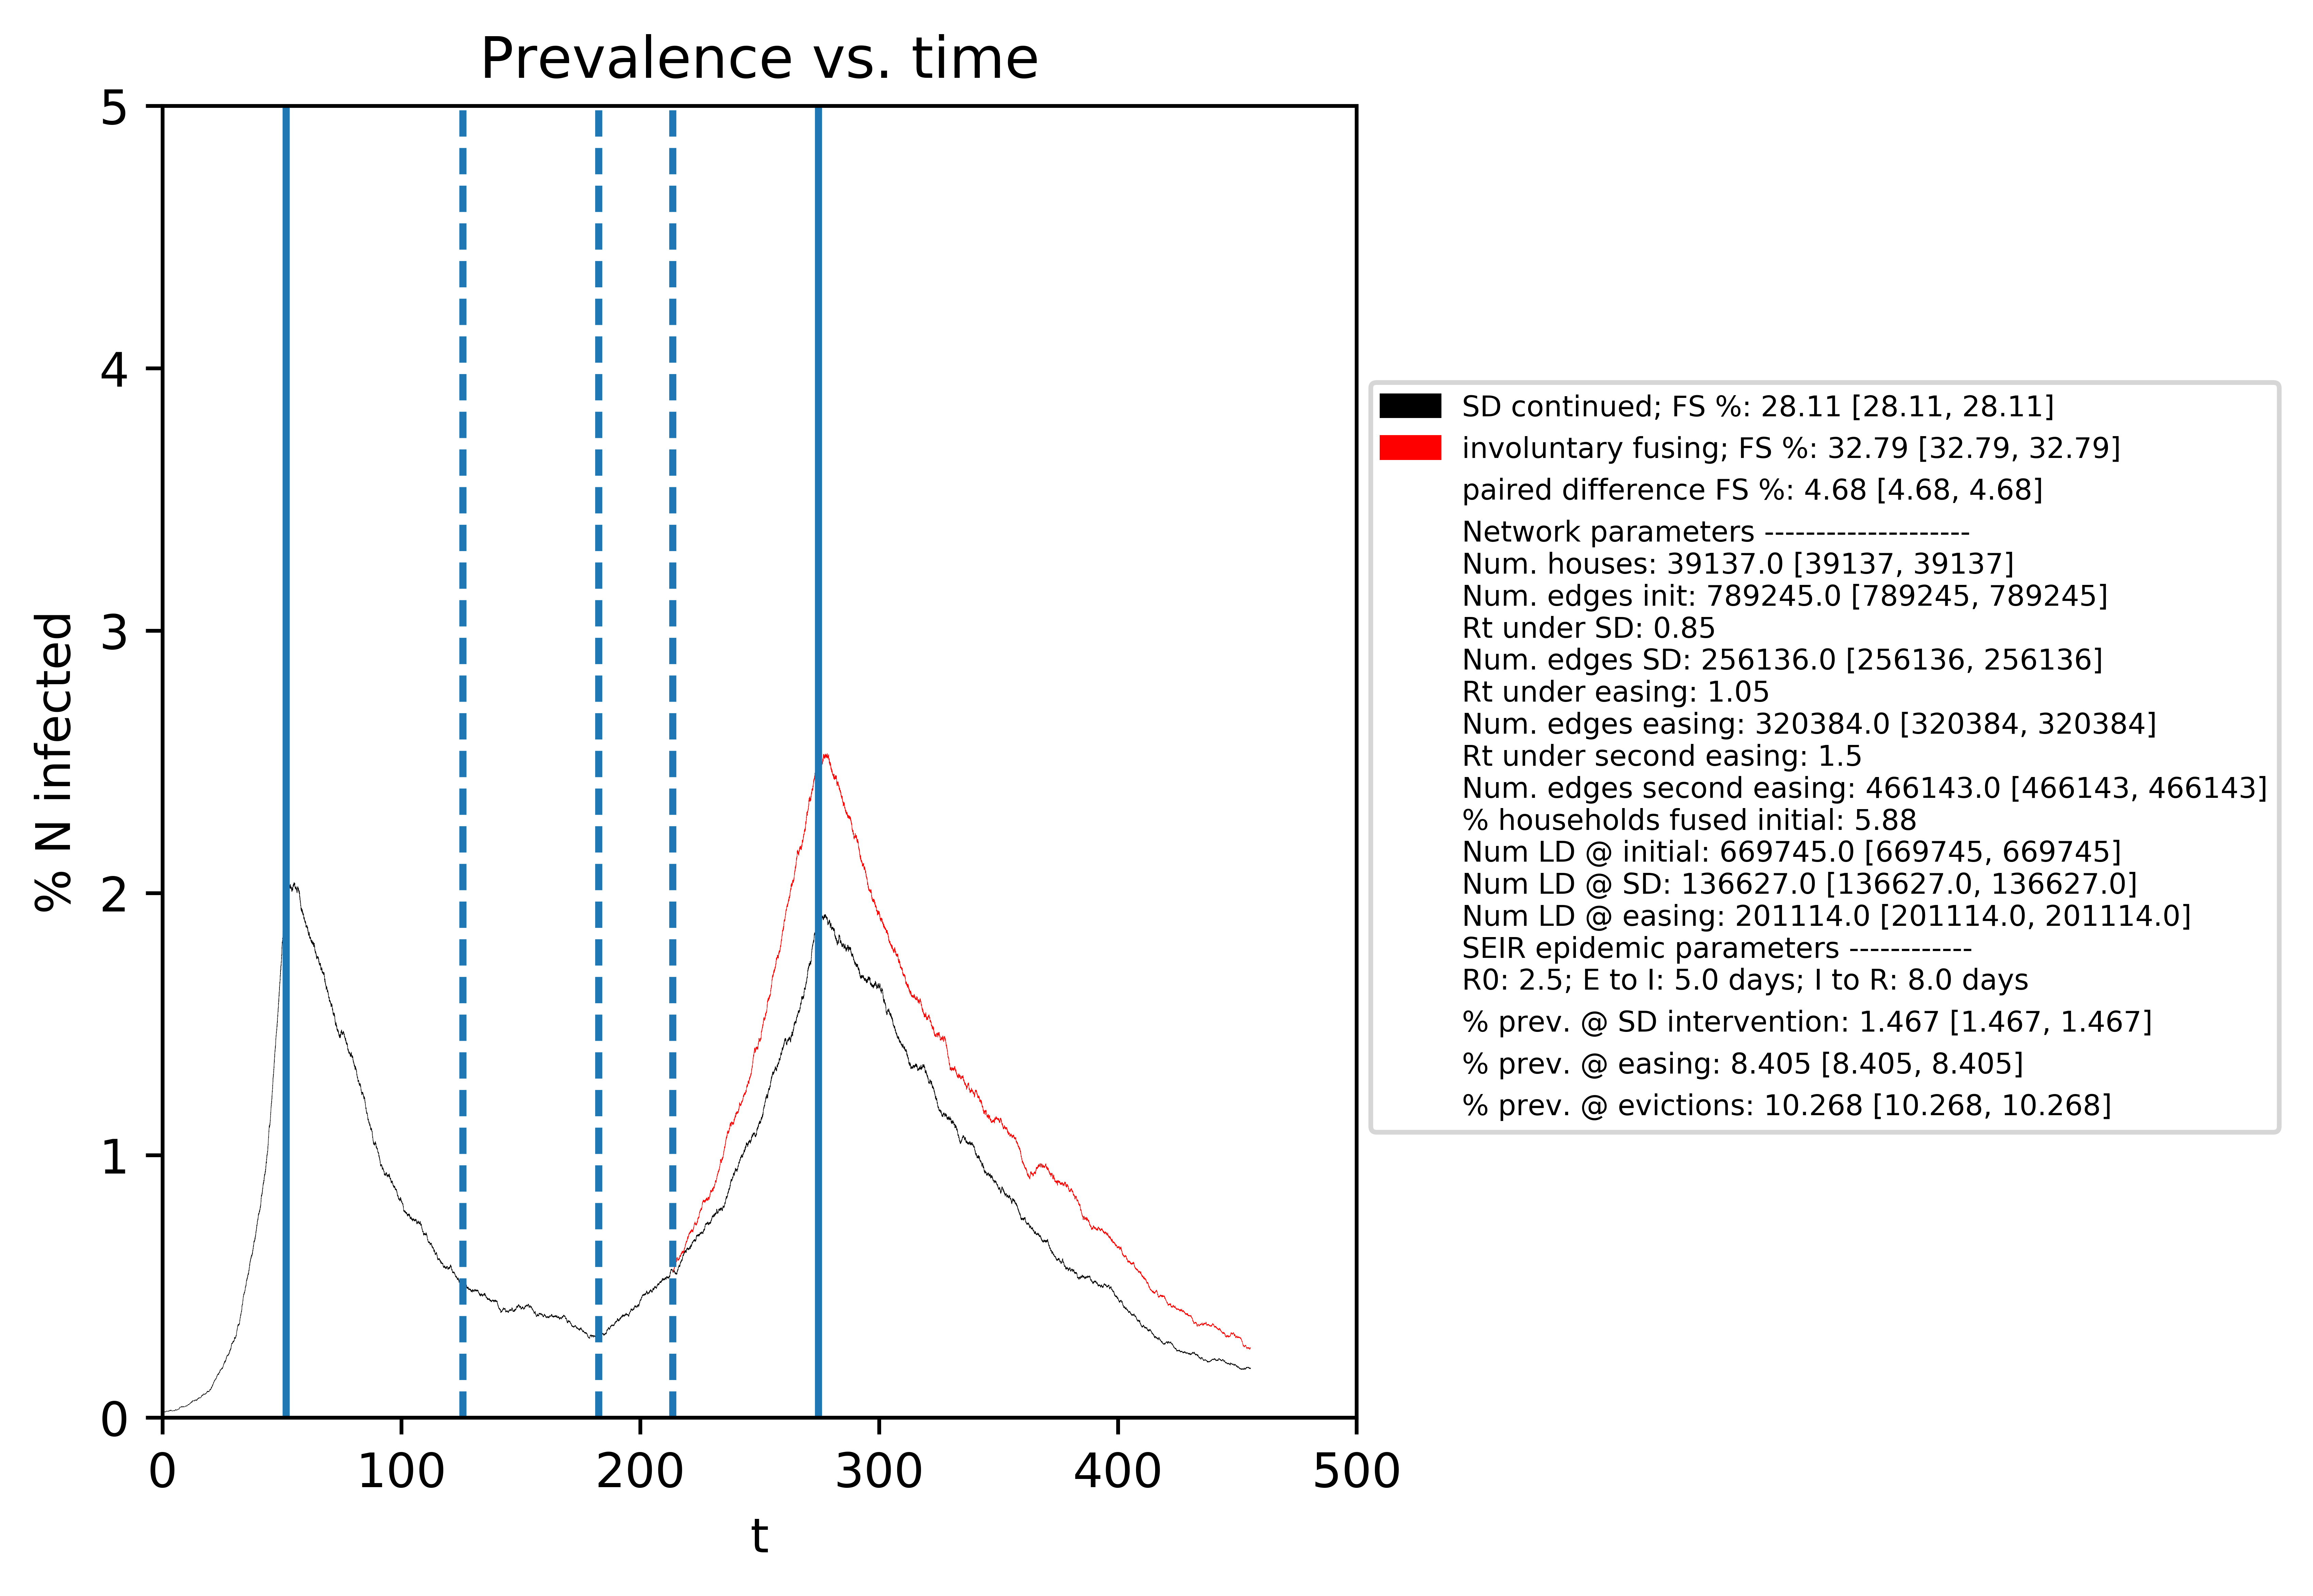 Prevalence vs. time
5
4
3
2
1
0
% N infected
0 100 200 300 400 500
t
SD continued; FS %: 28.11 [28.11, 28.11]
involuntary fusing; FS %: 32.79 [32.79, 32.79]
paired difference FS %: 4.68 [4.68, 4.68]
Network parameters --------------------
Num. houses: 39137.0 [39137, 39137]
Num. edges init: 789245.0 [789245, 789245]
Rt under SD: 0.85
Num. edges SD: 256136.0 [256136, 256136]
Rt under easing: 1.05
Num. edges easing: 320384.0 [320384, 320384]
Rt under second easing: 1.5
Num. edges second easing: 466143.0 [466143, 466143]
% households fused initial: 5.88
Num LD @ initial: 669745.0 [669745, 669745]
Num LD @ SD: 136627.0 [136627.0, 136627.0]
Num LD @ easing: 201114.0 [201114.0, 201114.0]
SEIR epidemic parameters ------------
R0: 2.5; E to I: 5.0 days; I to R: 8.0 days
% prev. @ SD intervention: 1.467 [1.467, 1.467]
% prev. @ easing: 8.405 [8.405, 8.405]
% prev. @ evictions: 10.268 [10.268, 10.268]